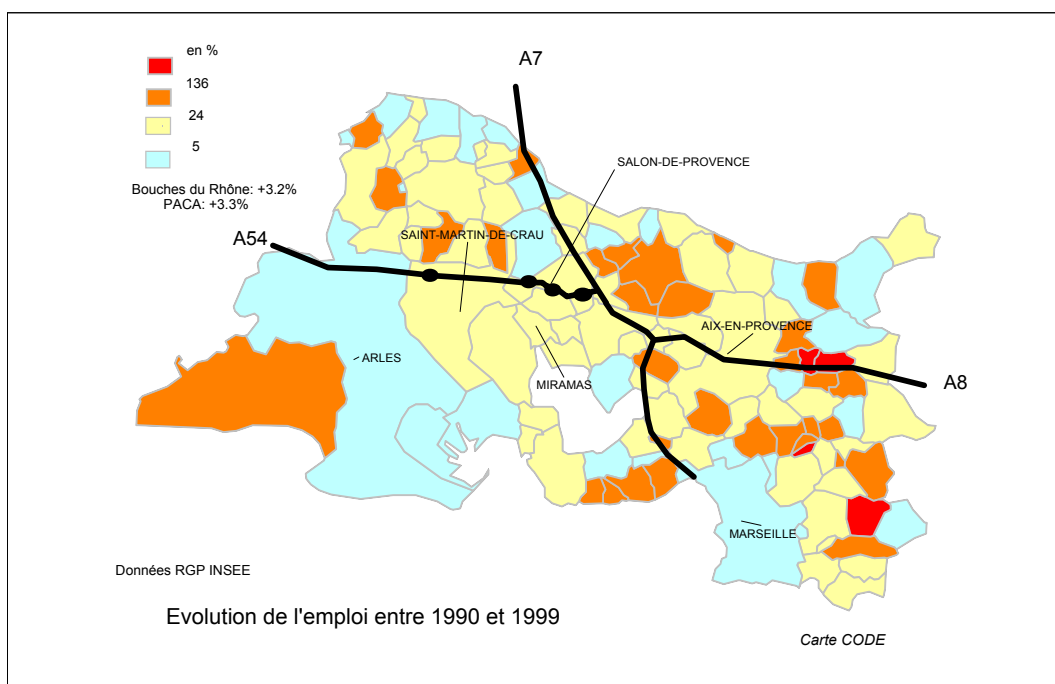 en %
136
24
5
Bouches du Rhône: +3.2%
PACA: +3.3%
A7
SALON-DE-PROVENCE
SAINT-MARTIN-DE-CRAU
A54
AIX-EN-PROVENCE
ARLES
MIRAMAS
A8
MARSEILLE
Données RGP INSEE
Evolution de l'emploi entre 1990 et 1999
Carte CODE